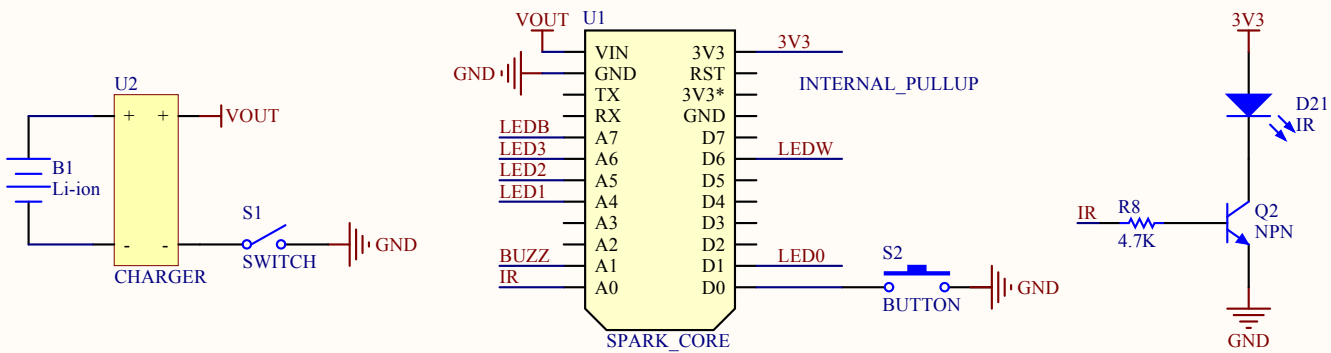 U2
+ +
VOUT
B1
Li-ion
- -
CHARGER
S1
SWITCH
GND
VOUT
U1
GND
VIN 3V3
GND RST
TX 3V3*
RX GND
A7 D7
A6 D6
A5 D5
A4 D4
A3 D3
A2 D2
A1 D1
A0 D0
LEDB
LED3
LED2
LED1
BUZZ
IR
SPARK_CORE
3V3
INTERNAL_PULLUP
LEDW
LED0
S2
BUTTON
GND
3V3
D21
IR
IR
R8
4.7K
Q2
NPN
GND